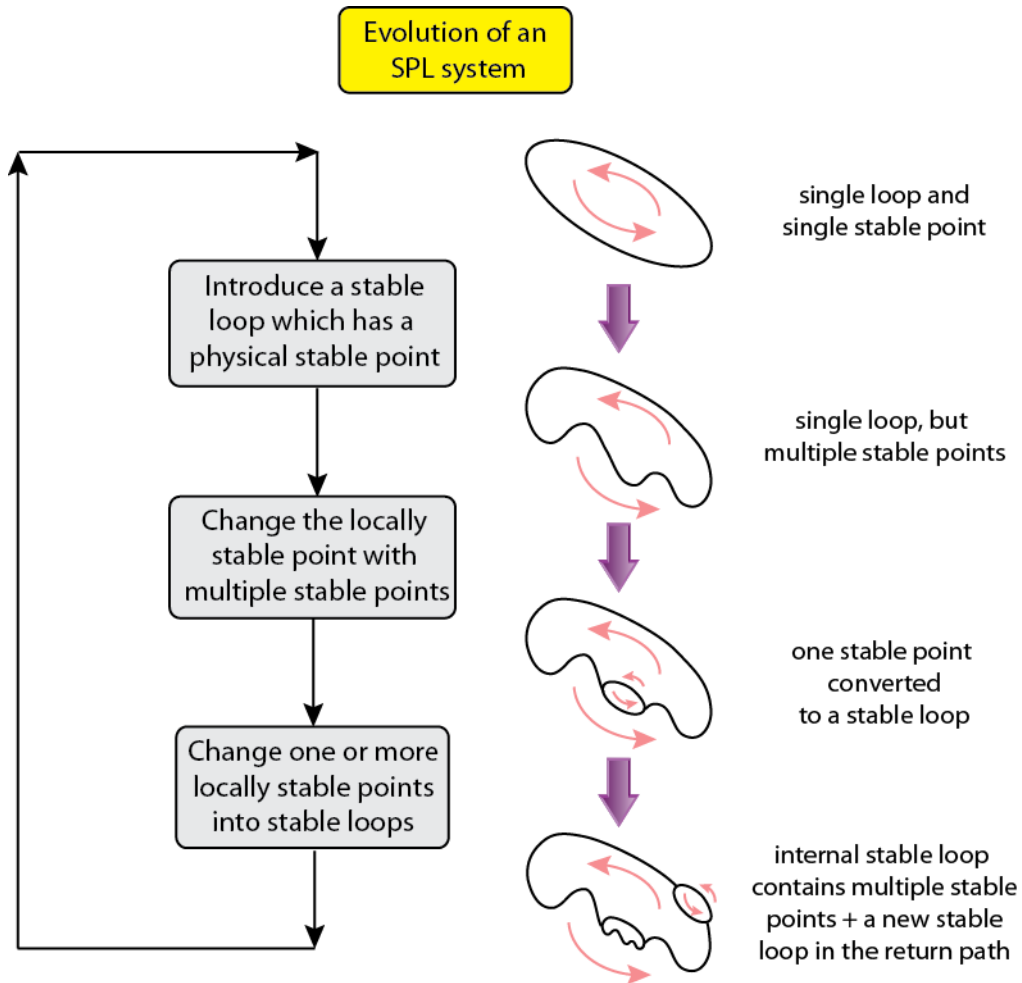 Evolution of an
SPL system
single loop and
single stable point
Introduce a stable
loop which has a
physical stable point
single loop, but
multiple stable points
Change the locally
stable point with
multiple stable points
one stable point
converted
to a stable loop
Change one or more
locally stable points
into stable loops
internal stable loop
contains multiple stable
points + a new stable
loop in the return path